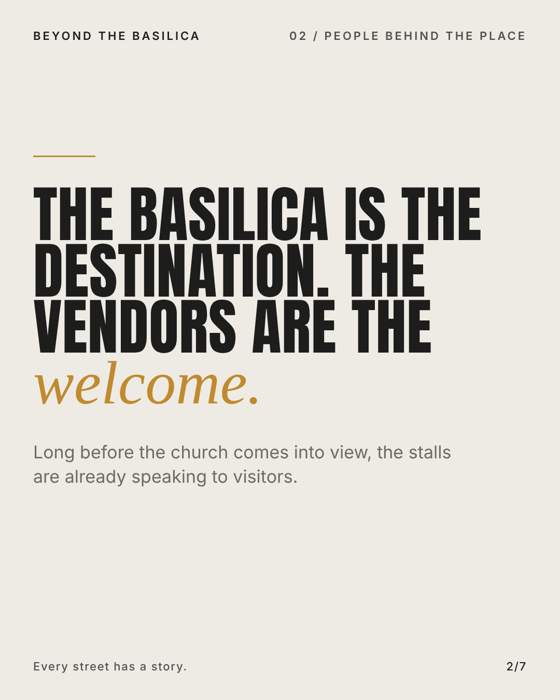 BEYOND THE BASILICA
02 / PEOPLE BEHIND THE PLACE
THE BASILICA IS THE
DESTINATION. THE
VENDORS ARE THE
welcome.
Long before the church comes into view, the stalls
are already speaking to visitors.
Every street has a story.
2/7